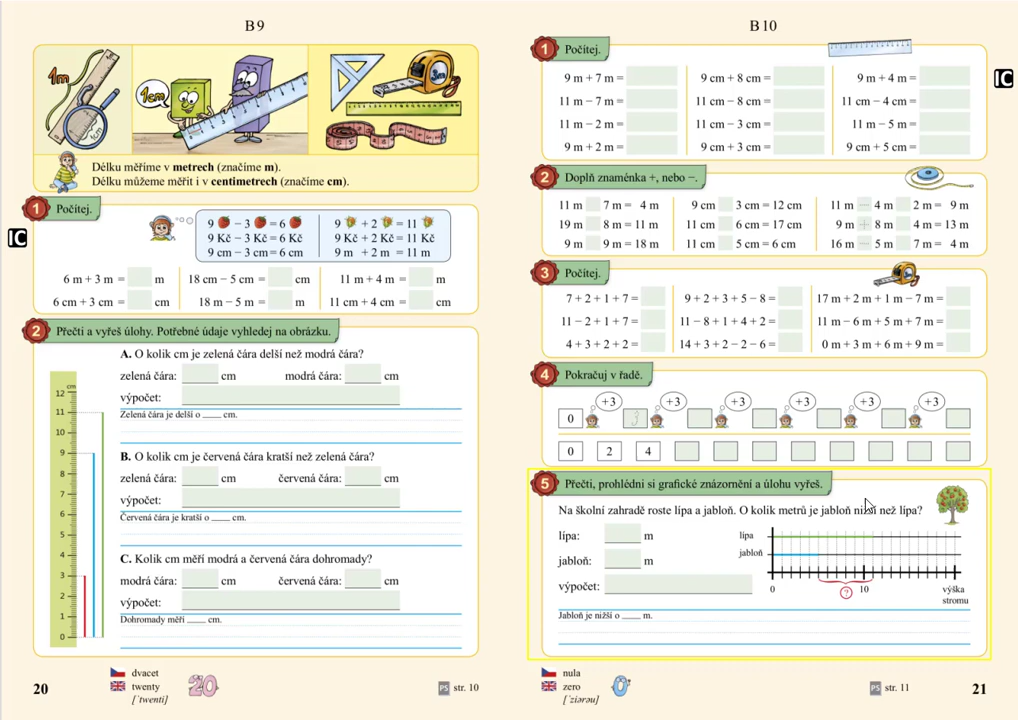 B 9
1m
1cm
1cm
3m
Délku měříme v metrech (značíme m).
Délku můžeme měřit i v centimetrech (značíme cm).
IC
1 Počítej.
9 − 3 = 6
9 Kč − 3 Kč = 6 Kč
9 cm − 3 cm = 6 cm
9 + 2 = 11
9 Kč + 2 Kč = 11 Kč
9 m + 2 m = 11 m
6 m + 3 m = m
18 cm − 5 cm = cm
11 m + 4 m = m
6 cm + 3 cm = cm
18 m − 5 m = m
11 cm + 4 cm = cm
2 Přečti a vyřeš úlohy. Potřebné údaje vyhledej na obrázku.
cm
12
11
10
9
8
7
6
5
4
3
2
1
0
A. O kolik cm je zelená čára delší než modrá čára?
zelená čára: cm modrá čára: cm
výpočet:
Zelená čára je delší o ____ cm.
B. O kolik cm je červená čára kratší než zelená čára?
zelená čára: cm červená čára: cm
výpočet:
Červená čára je kratší o ____ cm.
C. Kolik cm měří modrá a červená čára dohromady?
modrá čára: cm červená čára: cm
výpočet:
Dohromady měří ____ cm.
20
dvacet
twenty
[ˈtwenti]
20
PS str. 10
B 10
IC
1 Počítej.
9 m + 7 m =
9 cm + 8 cm =
9 m + 4 m =
11 m − 7 m =
11 cm − 8 cm =
11 cm − 4 cm =
11 m − 2 m =
11 cm − 3 cm =
11 m − 5 m =
9 m + 2 m =
9 cm + 3 cm =
9 cm + 5 cm =
2 Doplň znaménka +, nebo −.
11 m 7 m = 4 m
9 cm 3 cm = 12 cm
11 m − 4 m 2 m = 9 m
19 m 8 m = 11 m
11 cm 6 cm = 17 cm
9 m + 8 m 4 m = 13 m
9 m 9 m = 18 m
11 cm 5 cm = 6 cm
16 m − 5 m 7 m = 4 m
3 Počítej.
7 + 2 + 1 + 7 =
9 + 2 + 3 + 5 − 8 =
17 m + 2 m + 1 m − 7 m =
11 − 2 + 1 + 7 =
11 − 8 + 1 + 4 + 2 =
11 m − 6 m + 5 m + 7 m =
4 + 3 + 2 + 2 =
14 + 3 + 2 − 2 − 6 =
0 m + 3 m + 6 m + 9 m =
4 Pokračuj v řadě.
+3 +3 +3 +3 +3 +3
0 3
0 2 4
5 Přečti, prohlédni si grafické znázornění a úlohu vyřeš.
Na školní zahradě roste lípa a jabloň. O kolik metrů je jabloň nižší než lípa?
lípa: m
jabloň: m
výpočet:
lípa
jabloň
0 ? 10 výška
stromu
Jabloň je nižší o ____ m.
nula
zero
[ˈziərəu]
0
PS str. 11
21